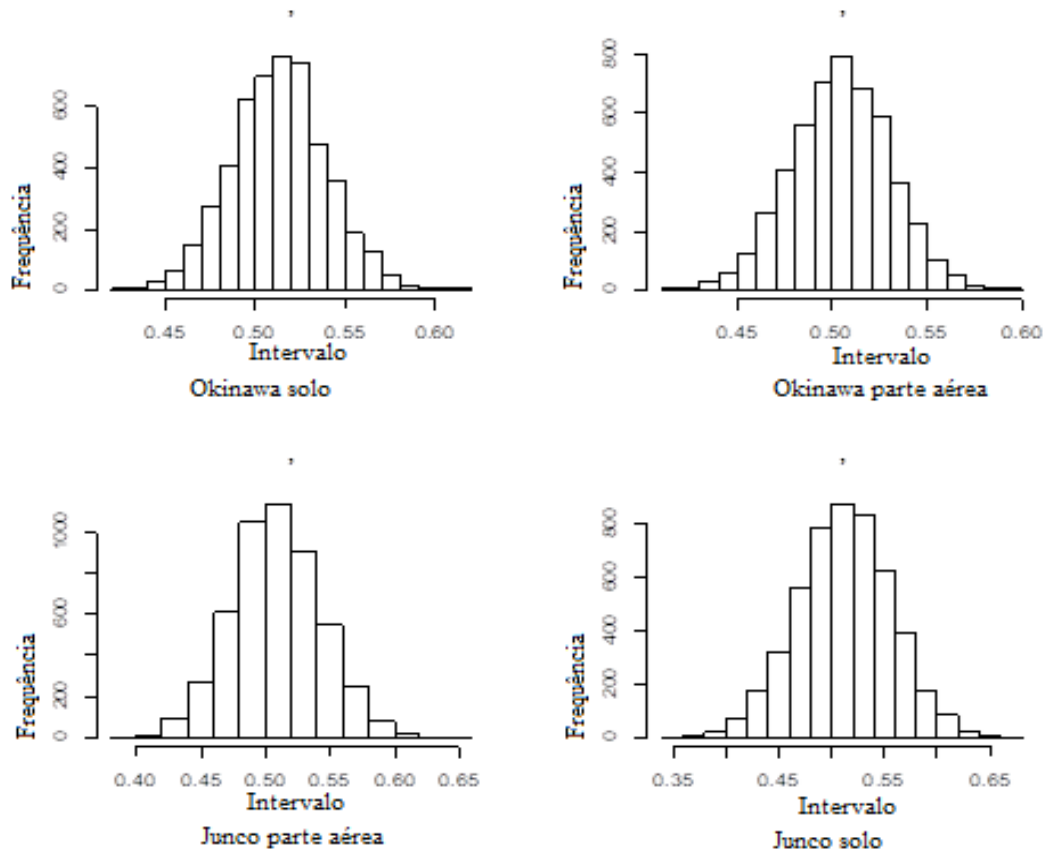 ,
Frequência
0 200 400 600
0.45 0.50 0.55 0.60
Intervalo
Okinawa solo
,
Frequência
0 200 400 600 800
0.45 0.50 0.55 0.60
Intervalo
Okinawa parte aérea
,
Frequência
0 200 600 1000
0.40 0.45 0.50 0.55 0.60 0.65
Intervalo
Junco parte aérea
,
Frequência
0 200 400 600 800
0.35 0.45 0.55 0.65
Intervalo
Junco solo